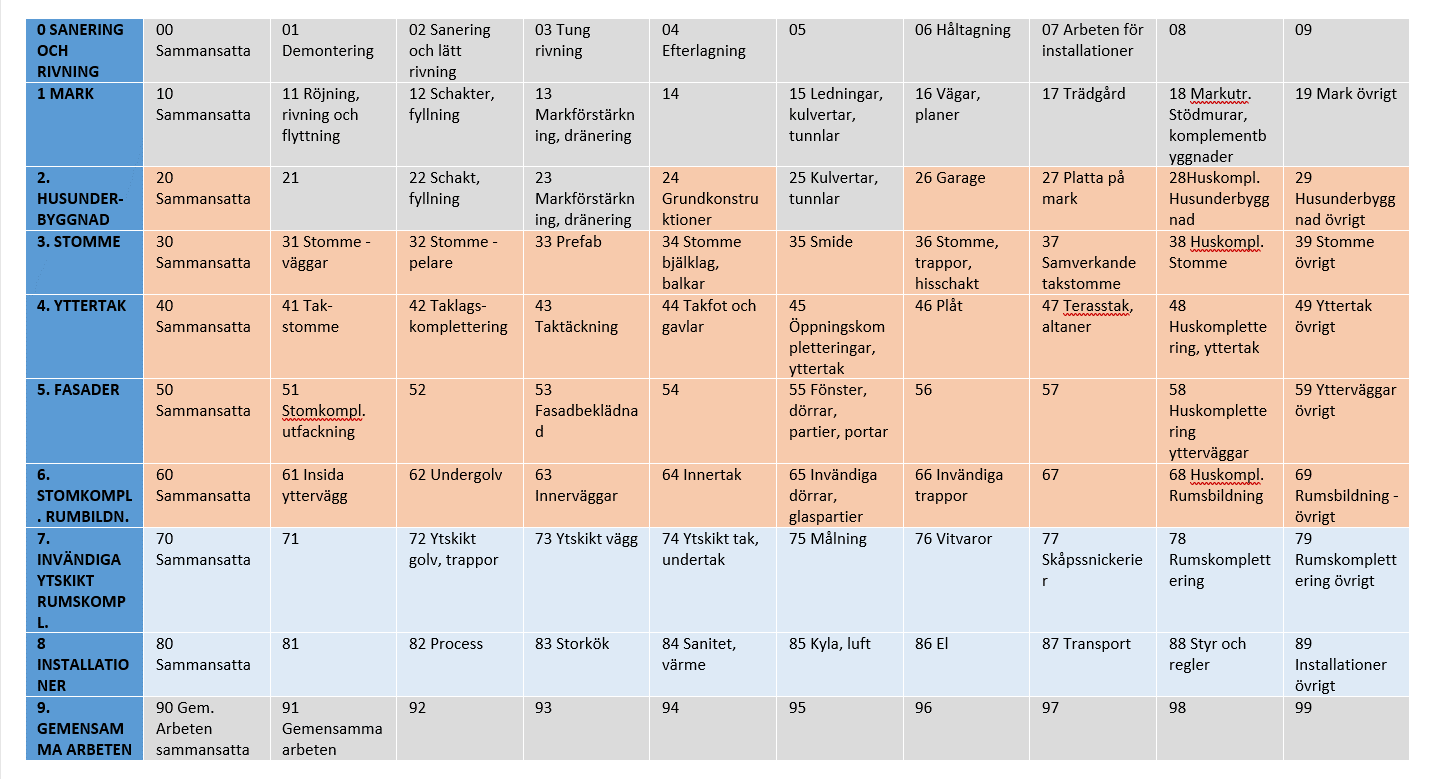 0 SANERING
OCH
RIVNING
00
Sammansatta
01
Demontering
02 Sanering
och lätt
rivning
03 Tung
rivning
04
Efterlagning
05
06 Håltagning
07 Arbeten för
installationer
08
09
1 MARK
10
Sammansatta
11 Röjning,
rivning och
flyttning
12 Schakter,
fyllning
13
Markförstärkn
ing, dränering
14
15 Ledningar,
kulvertar,
tunnlar
16 Vägar,
planer
17 Trädgård
18 Markutr.
Stödmurar,
komplementb
yggnader
19 Mark övrigt
2.
HUSUNDER-
BYGGNAD
20
Sammansatta
21
22 Schakt,
fyllning
23
Markförstärkn
ing, dränering
24
Grundkonstru
ktioner
25 Kulvertar,
tunnlar
26 Garage
27 Platta på
mark
28Huskompl.
Husunderbygg
nad
29
Husunderbygg
nad övrigt
3. STOMME
30
Sammansatta
31 Stomme -
väggar
32 Stomme -
pelare
33 Prefab
34 Stomme
bjälklag,
balkar
35 Smide
36 Stomme,
trappor,
hisschakt
37
Samverkande
takstomme
38 Huskompl.
Stomme
39 Stomme
övrigt
4. YTTERTAK
40
Sammansatta
41 Tak-
stomme
42 Taklags-
komplettering
43
Taktäckning
44 Takfot och
gavlar
45
Öppningskom
pletteringar,
yttertak
46 Plåt
47 Terasstak,
altaner
48
Huskomplette
ring, yttertak
49 Yttertak
övrigt
5. FASADER
50
Sammansatta
51
Stomkompl.
utfackning
52
53
Fasadbeklädna
d
54
55 Fönster,
dörrar,
partier, portar
56
57
58
Huskomplette
ring
ytterväggar
59 Ytterväggar
övrigt
6.
STOMKOMPL
. RUMBILDN.
60
Sammansatta
61 Insida
yttervägg
62 Undergolv
63
Innerväggar
64 Innertak
65 Invändiga
dörrar,
glaspartier
66 Invändiga
trappor
67
68 Huskompl.
Rumsbildning
69
Rumsbildning -
övrigt
7.
INVÄNDIGA
YTSKIKT
RUMSKOMP
L.
70
Sammansatta
71
72 Ytskikt
golv, trappor
73 Ytskikt vägg
74 Ytskikt tak,
undertak
75 Målning
76 Vitvaror
77
Skåpssnickerie
r
78
Rumskomplett
ering
79
Rumskomplett
ering övrigt
8
INSTALLATIO
NER
80
Sammansatta
81
82 Process
83 Storkök
84 Sanitet,
värme
85 Kyla, luft
86 El
87 Transport
88 Styr och
regler
89
Installationer
övrigt
9.
GEMENSAM
MA ARBETEN
90 Gem.
Arbeten
sammansatta
91
Gemensamma
arbeten
92
93
94
95
96
97
98
99